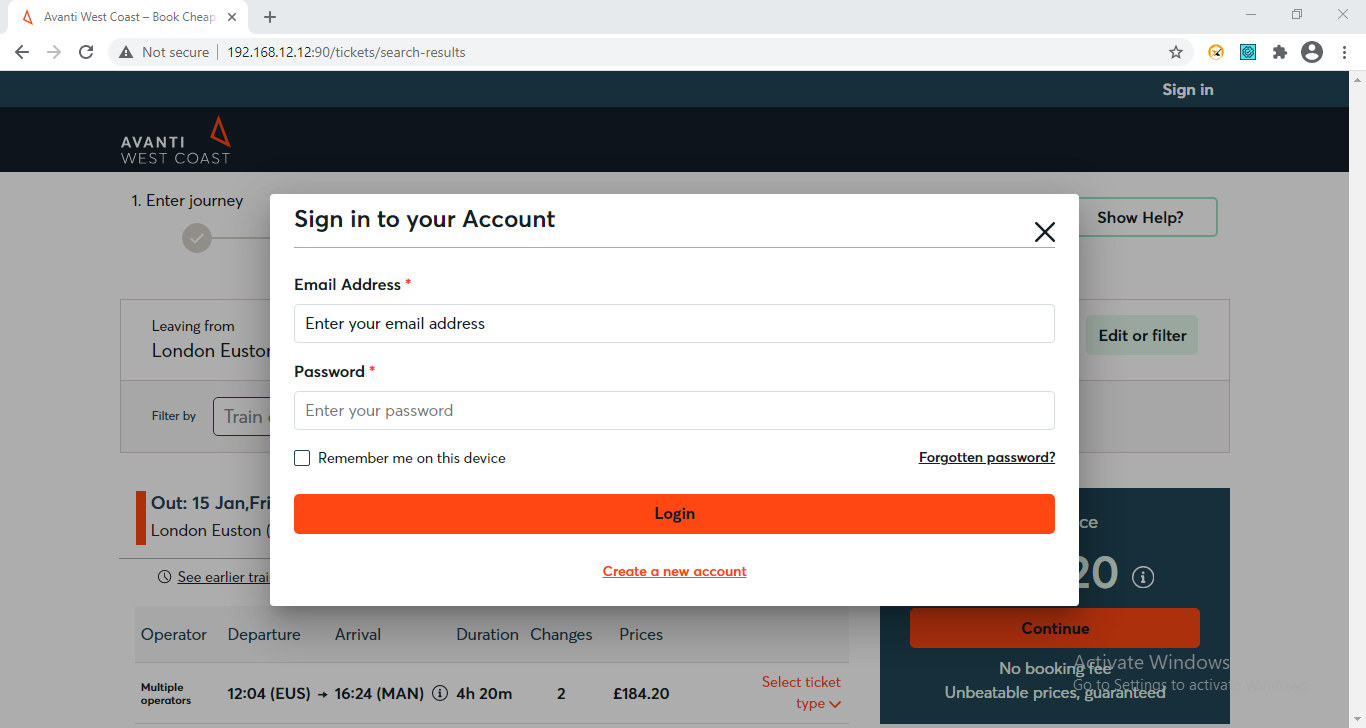 Avanti West Coast – Book Cheap
Not secure
192.168.12.12:90/tickets/search-results
Sign in
AVANTI
WEST COAST
1. Enter journey
Show Help?
Sign in to your Account
Email Address *
Enter your email address
Password *
Enter your password
Remember me on this device
Forgotten password?
Login
Create a new account
Leaving from
London Euston
Edit or filter
Filter by
Train
Out: 15 Jan,Fri
London Euston (
See earlier trai
ce
20
Continue
No booking fee
Unbeatable prices, guaranteed
Activate Windows
Go to Settings to activate Windows.
Operator Departure Arrival Duration Changes Prices
Multiple
operators
12:04 (EUS) → 16:24 (MAN) 4h 20m 2 £184.20
Select ticket
type